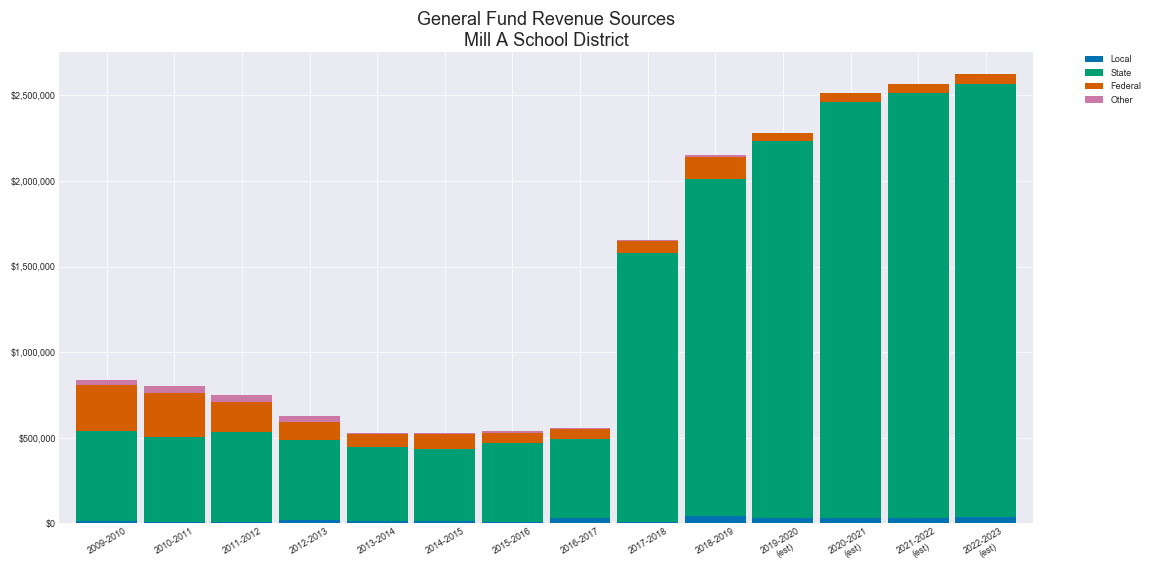 General Fund Revenue Sources
Mill A School District
Local
State
Federal
Other
$2,500,000
$2,000,000
$1,500,000
$1,000,000
$500,000
$0
2009-2010
2010-2011
2011-2012
2012-2013
2013-2014
2014-2015
2015-2016
2016-2017
2017-2018
2018-2019
2019-2020
(est)
2020-2021
(est)
2021-2022
(est)
2022-2023
(est)